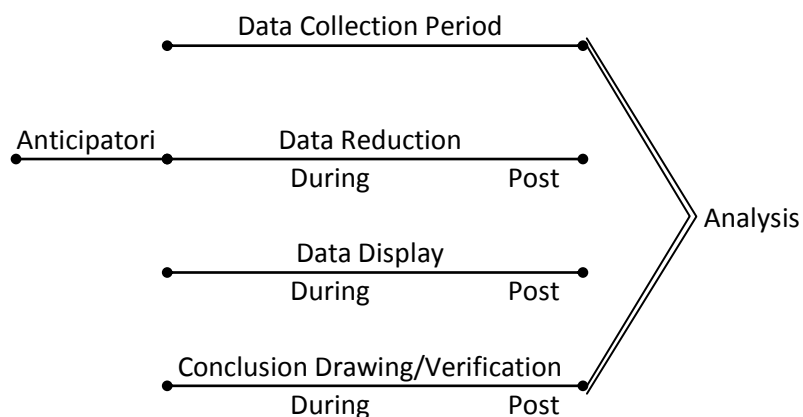 Data Collection Period
Anticipatori Data Reduction
During Post
Analysis
Data Display
During Post
Conclusion Drawing/Verification
During Post